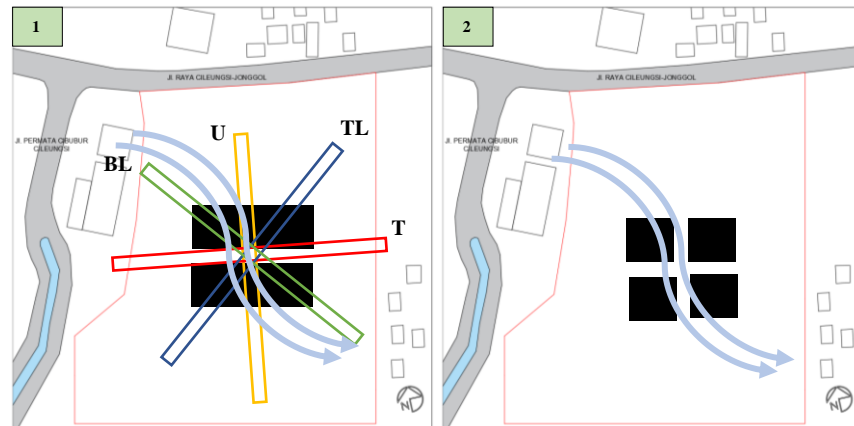 1
JL RAYA CILEUNGSI-JONGGOL
JL PERMATA CIBUBUR
CILEUNGSI
U
TL
BL
T
N
2
JL RAYA CILEUNGSI-JONGGOL
JL PERMATA CIBUBUR
CILEUNGSI
N